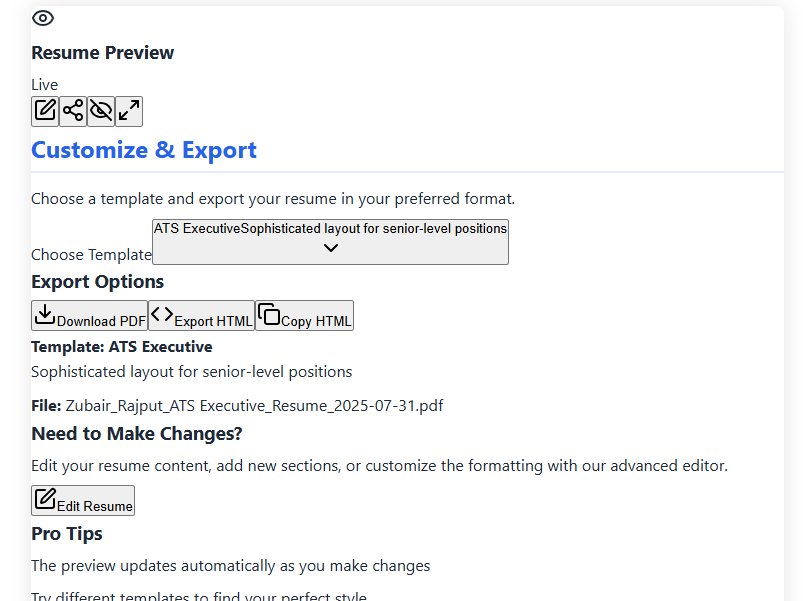 Resume Preview
Live
Customize & Export
Choose a template and export your resume in your preferred format.
Choose Template ATS ExecutiveSophisticated layout for senior-level positions
Export Options
Download PDF Export HTML Copy HTML
Template: ATS Executive
Sophisticated layout for senior-level positions
File: Zubair_Rajput_ATS Executive_Resume_2025-07-31.pdf
Need to Make Changes?
Edit your resume content, add new sections, or customize the formatting with our advanced editor.
Edit Resume
Pro Tips
The preview updates automatically as you make changes
Try different templates to find your perfect style